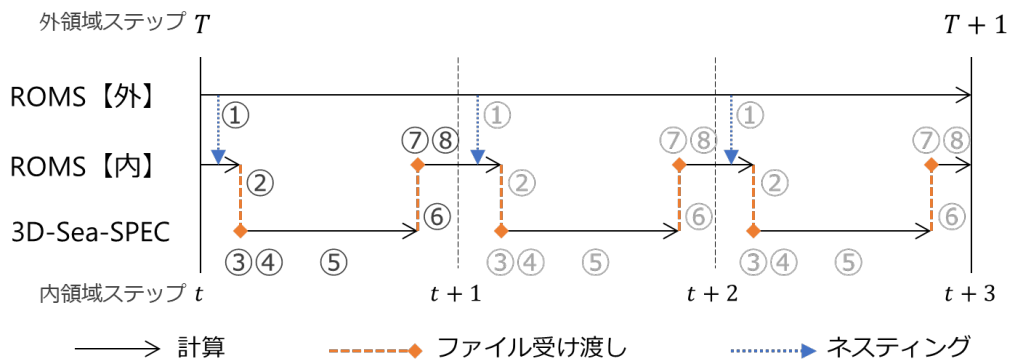 外領域ステップ T T + 1
ROMS【外】
① ① ①
⑦⑧ ⑦⑧ ⑦⑧
ROMS【内】
② ② ②
⑥ ⑥ ⑥
3D-Sea-SPEC
③④ ⑤ ③④ ⑤ ③④ ⑤
内領域ステップ t t + 1 t + 2 t + 3
計算 ファイル受け渡し ネスティング